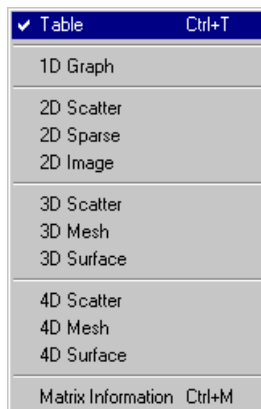 Table Ctrl+T
1D Graph
2D Scatter
2D Sparse
2D Image
3D Scatter
3D Mesh
3D Surface
4D Scatter
4D Mesh
4D Surface
Matrix Information Ctrl+M